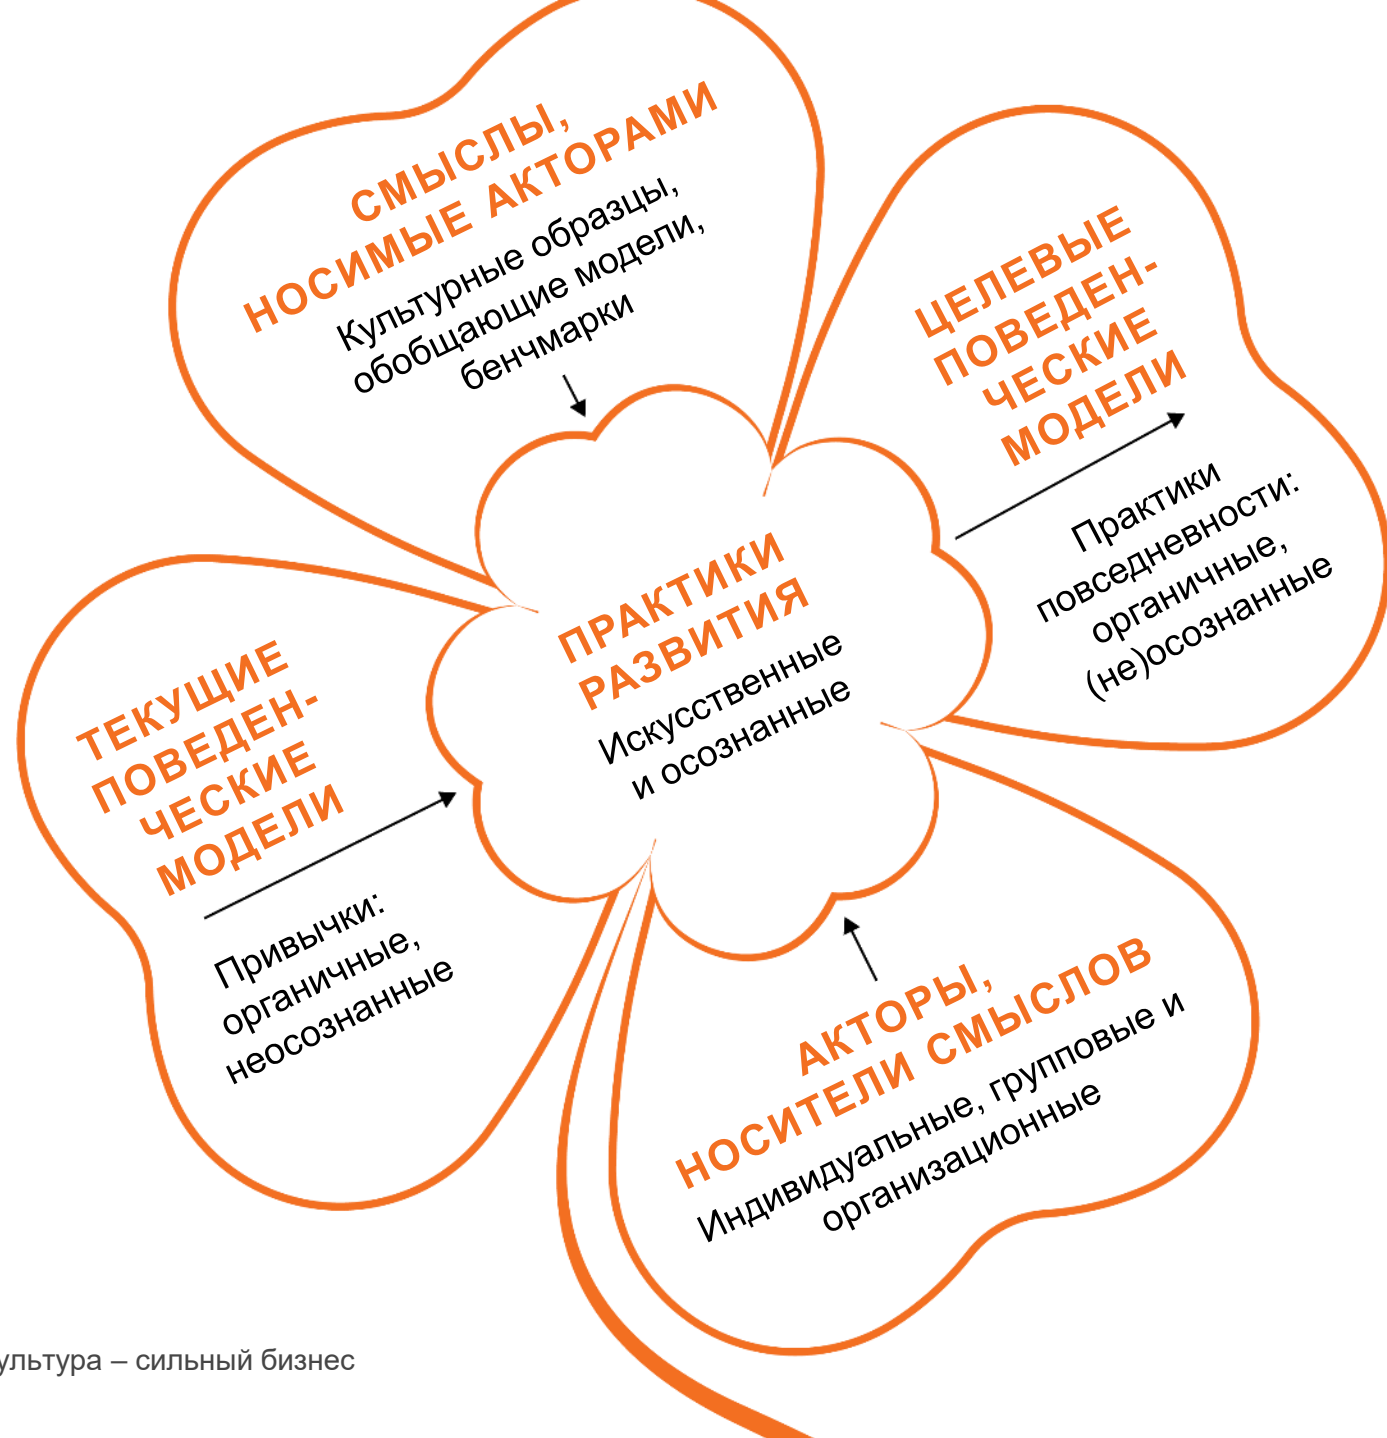 СМЫСЛЫ,
НОСИМЫЕ АКТОРАМИ
Культурные образцы,
обобщающие модели,
бенчмарки
ЦЕЛЕВЫЕ
ПОВЕДЕН-
ЧЕСКИЕ
МОДЕЛИ
Практики
повседневности:
органичные,
(не)осознанные
ПРАКТИКИ
РАЗВИТИЯ
Искусственные
и осознанные
ТЕКУЩИЕ
ПОВЕДЕН-
ЧЕСКИЕ
МОДЕЛИ
Привычки:
органичные,
неосознанные
АКТОРЫ,
НОСИТЕЛИ СМЫСЛОВ
Индивидуальные, групповые и
организационные
– сильный бизнес